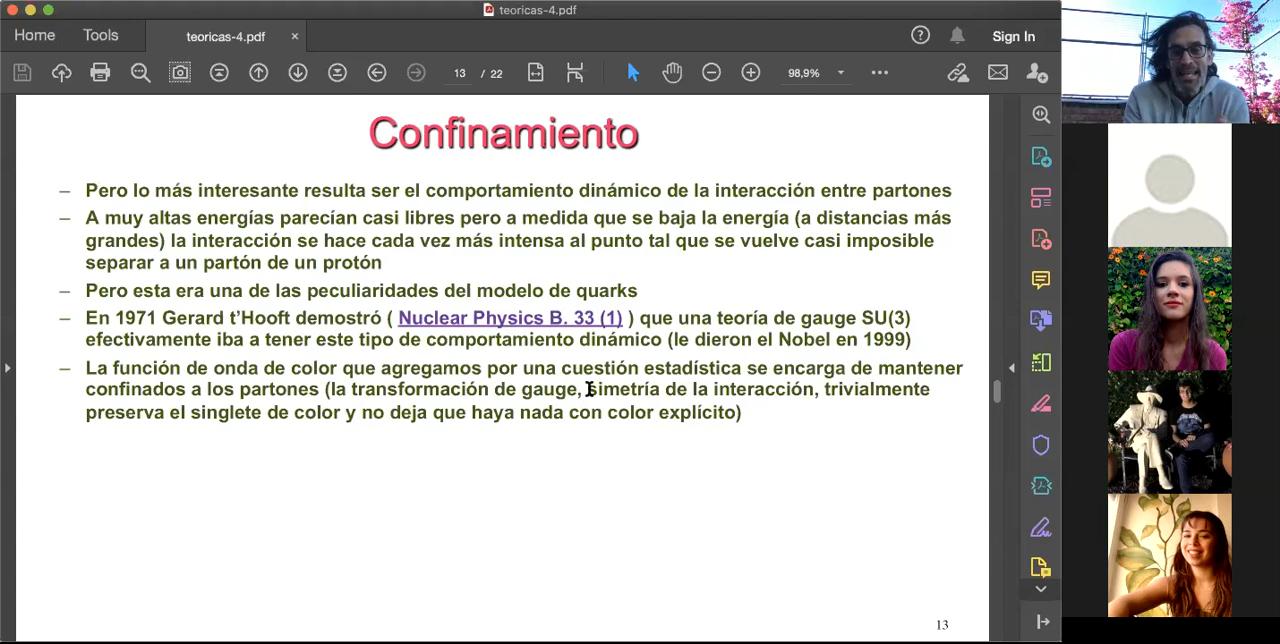 teoricas-4.pdf
Home
Tools
teoricas-4.pdf
×
Sign In
13 / 22
98,9%
Confinamiento
– Pero lo más interesante resulta ser el comportamiento dinámico de la interacción entre partones
– A muy altas energías parecían casi libres pero a medida que se baja la energía (a distancias más
grandes) la interacción se hace cada vez más intensa al punto tal que se vuelve casi imposible
separar a un partón de un protón
– Pero esta era una de las peculiaridades del modelo de quarks
– En 1971 Gerard t’Hooft demostró ( Nuclear Physics B. 33 (1) ) que una teoría de gauge SU(3)
efectivamente iba a tener este tipo de comportamiento dinámico (le dieron el Nobel en 1999)
– La función de onda de color que agregamos por una cuestión estadística se encarga de mantener
confinados a los partones (la transformación de gauge, simetría de la interacción, trivialmente
preserva el singlete de color y no deja que haya nada con color explícito)
13